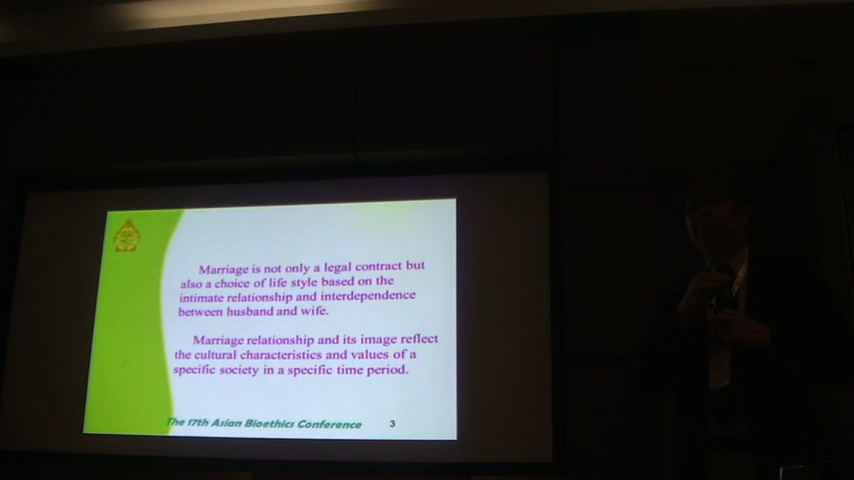 Marriage is not only a legal contract but
also a choice of life style based on the
intimate relationship and interdependence
between husband and wife.
Marriage relationship and its image reflect
the cultural characteristics and values of a
specific society in a specific time period.
The 17th Asian Bioethics Conference
3